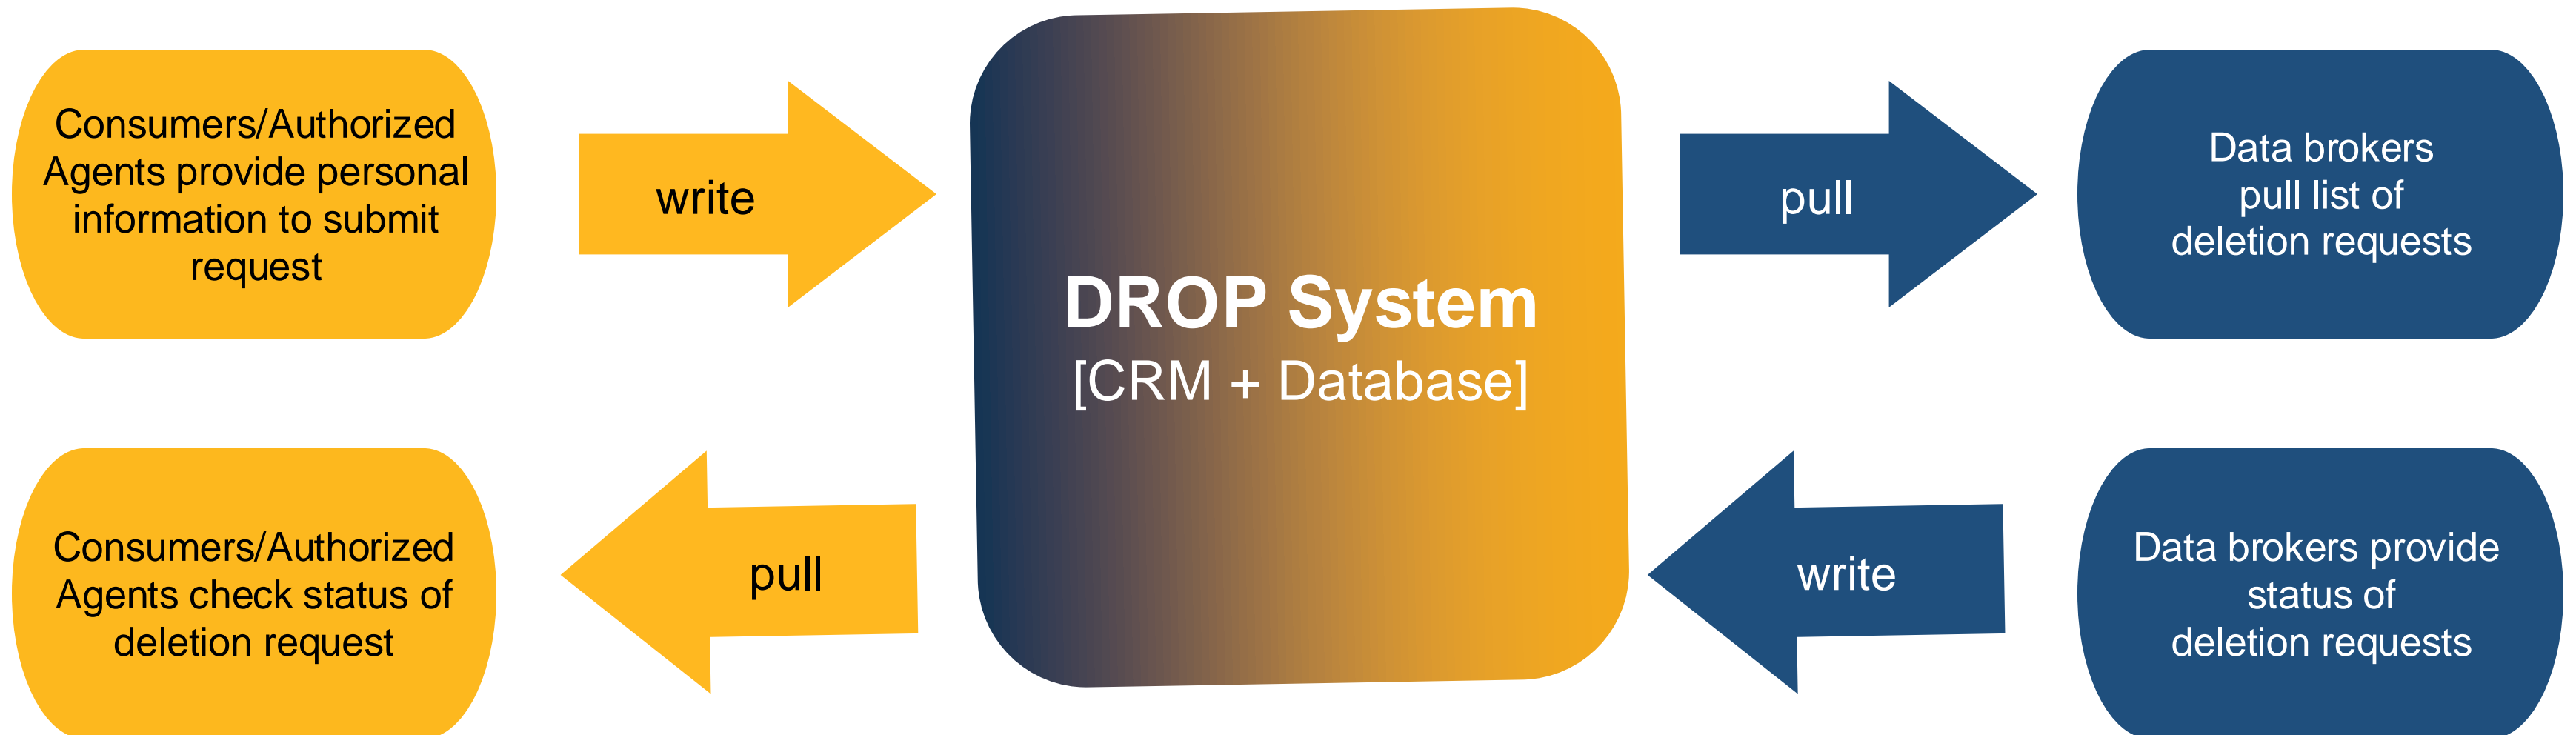 Consumers/Authorized
Agents provide personal
information to submit
request
write
DROP System
[CRM + Database]
pull
Data brokers
pull list of
deletion requests
Consumers/Authorized
Agents check status of
deletion request
pull
write
Data brokers provide
status of
deletion requests